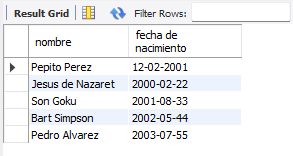 Result Grid Filter Rows:
nombre fecha de nacimiento
Pepito Perez 12-02-2001
Jesus de Nazaret 2000-02-22
Son Goku 2001-08-33
Bart Simpson 2002-05-44
Pedro Alvarez 2003-07-55